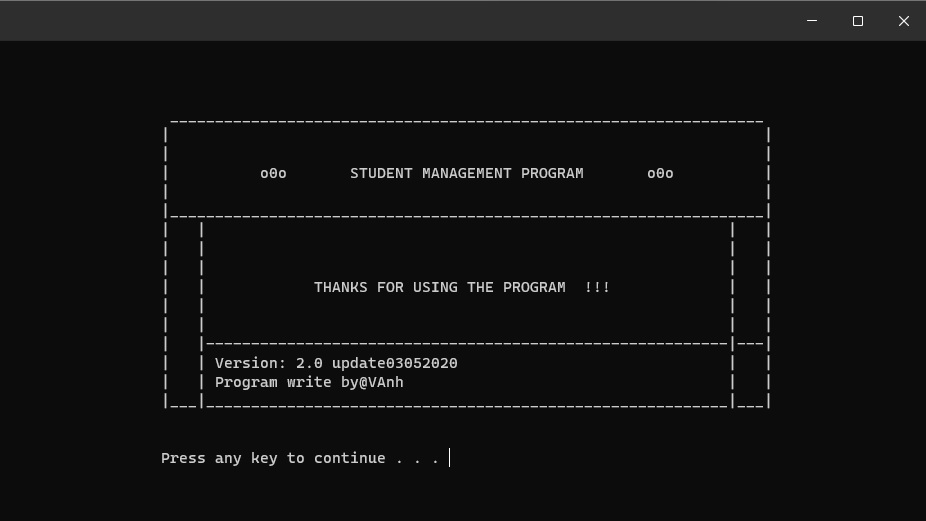 o0o STUDENT MANAGEMENT PROGRAM o0o
THANKS FOR USING THE PROGRAM !!!
Version: 2.0 update03052020
Program write by@VAnh
Press any key to continue . . .